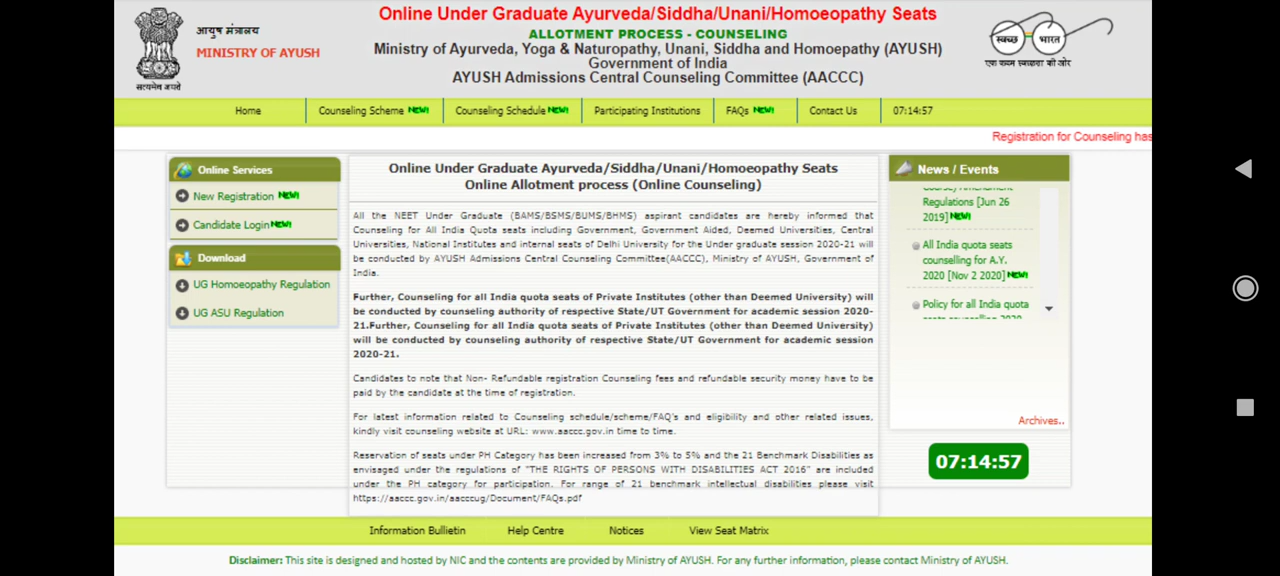 Online Under Graduate Ayurveda/Siddha/Unani/Homoeopathy Seats
ALLOTMENT PROCESS - COUNSELING
Ministry of Ayurveda, Yoga & Naturopathy, Unani, Siddha and Homoepathy (AYUSH)
Government of India
AYUSH Admissions Central Counseling Committee (AACCC)
आयुष मंत्रालय
MINISTRY OF AYUSH
सत्यमेव जयते
स्वच्छ भारत
एक कदम स्वच्छता की ओर
Home Counseling Scheme NEW! Counseling Schedule NEW! Participating Institutions FAQs NEW! Contact Us 07:14:57
Registration for Counseling has
Online Services
New Registration NEW!
Candidate Login NEW!
Download
UG Homoeopathy Regulation
UG ASU Regulation
Online Under Graduate Ayurveda/Siddha/Unani/Homoeopathy Seats
Online Allotment process (Online Counseling)
All the NEET Under Graduate (BAMS/BSMS/BUMS/BHMS) aspirant candidates are hereby informed that
Counseling for All India Quota seats including Government, Government Aided, Deemed Universities, Central
Universities, National Institutes and internal seats of Delhi University for the Under graduate session 2020-21 will
be conducted by AYUSH Admissions Central Counseling Committee(AACCC), Ministry of AYUSH, Government of
India.
Further, Counseling for all India quota seats of Private Institutes (other than Deemed University) will
be conducted by counseling authority of respective State/UT Government for academic session 2020-
21.Further, Counseling for all India quota seats of Private Institutes (other than Deemed University)
will be conducted by counseling authority of respective State/UT Government for academic session
2020-21.
Candidates to note that Non- Refundable registration Counseling fees and refundable security money have to be
paid by the candidate at the time of registration.
For latest information related to Counseling schedule/scheme/FAQ's and eligibility and other related issues,
kindly visit counseling website at URL: www.aaccc.gov.in time to time.
Reservation of seats under PH Category has been increased from 3% to 5% and the 21 Benchmark Disabilities as
envisaged under the regulations of "THE RIGHTS OF PERSONS WITH DISABILITIES ACT 2016" are included
under the PH category for participation. For range of 21 benchmark intellectual disabilities please visit
https://aaccc.gov.in/aacccug/Document/FAQs.pdf
News / Events
Course) Amendment
Regulations [Jun 26
2019] NEW!
All India quota seats
counselling for A.Y.
2020 [Nov 2 2020] NEW!
Policy for all India quota
seats counselling 2020
Archives..
07:14:57
Information Bulletin Help Centre Notices View Seat Matrix
Disclaimer: This site is designed and hosted by NIC and the contents are provided by Ministry of AYUSH. For any further information, please contact Ministry of AYUSH.